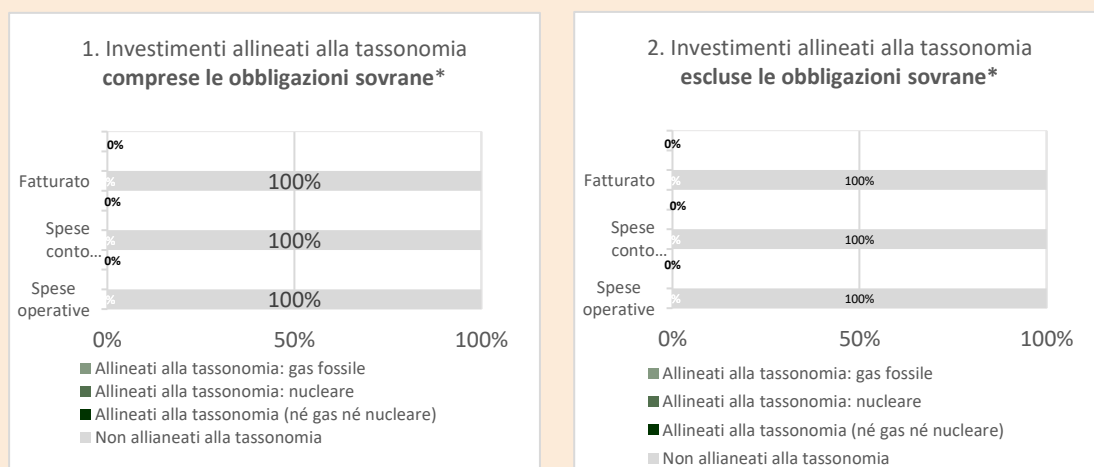 1. Investimenti allineati alla tassonomia
comprese le obbligazioni sovrane*
0%
Fatturato
%
100%
0%
Spese
conto...
%
100%
0%
Spese
operative
%
100%
0%
50%
100%
Allineati alla tassonomia: gas fossile
Allineati alla tassonomia: nucleare
Allineati alla tassonomia (né gas né nucleare)
Non allianeati alla tassonomia
2. Investimenti allineati alla tassonomia
escluse le obbligazioni sovrane*
0%
Fatturato
%
100%
0%
Spese
conto...
%
100%
0%
Spese
operative
%
100%
0%
50%
100%
Allineati alla tassonomia: gas fossile
Allineati alla tassonomia: nucleare
Allineati alla tassonomia (né gas né nucleare)
Non allianeati alla tassonomia